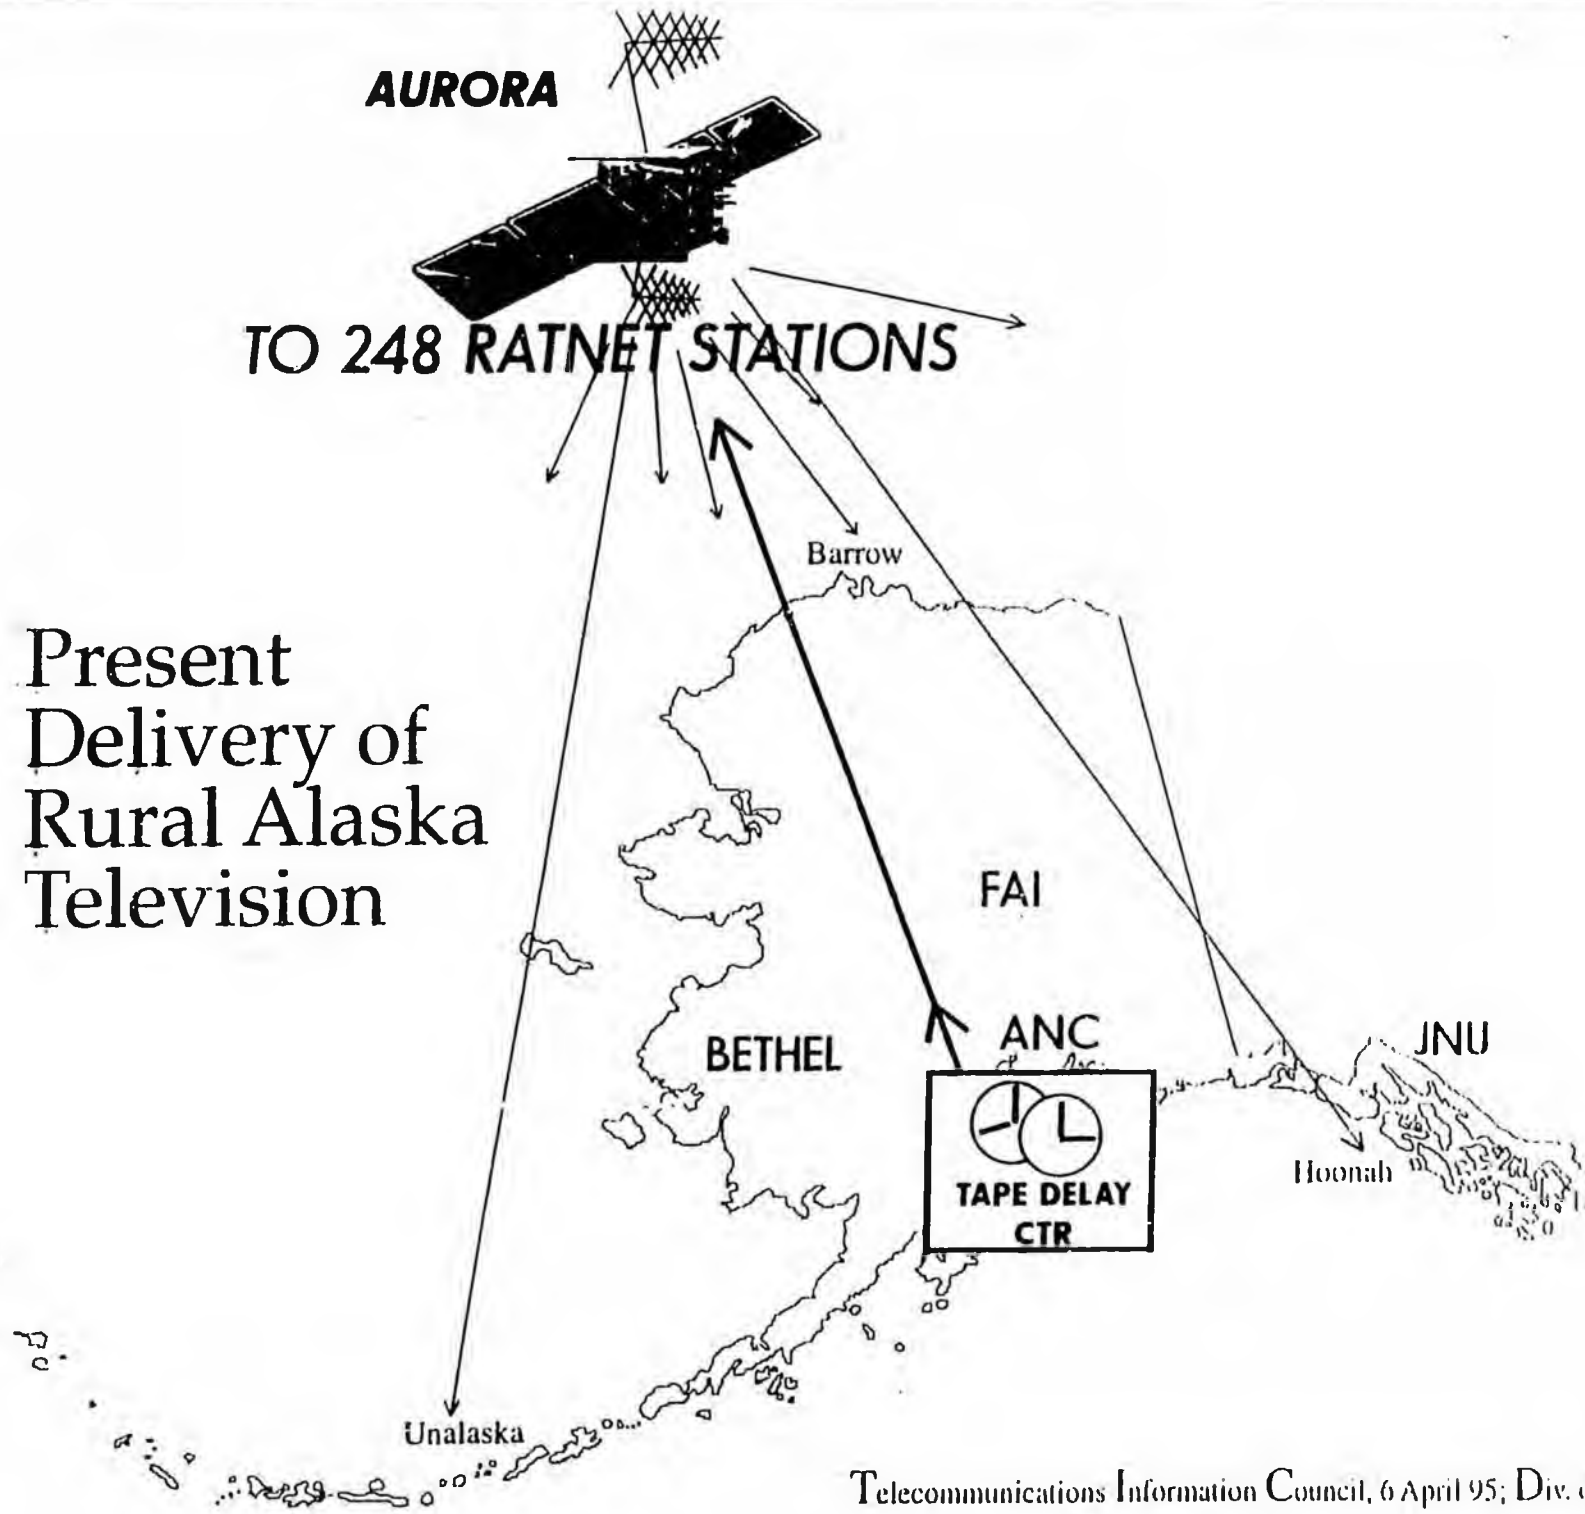 AURORA
TO 248 RATNET STATIONS
Barrow
Present
Delivery of
Rural Alaska
Television
FAI
ANC
JNU
BETHEL
TAPE DELAY
CTR
Hoonah
Unalaska
Telecommunications Information Council, 6 April 95; Div.